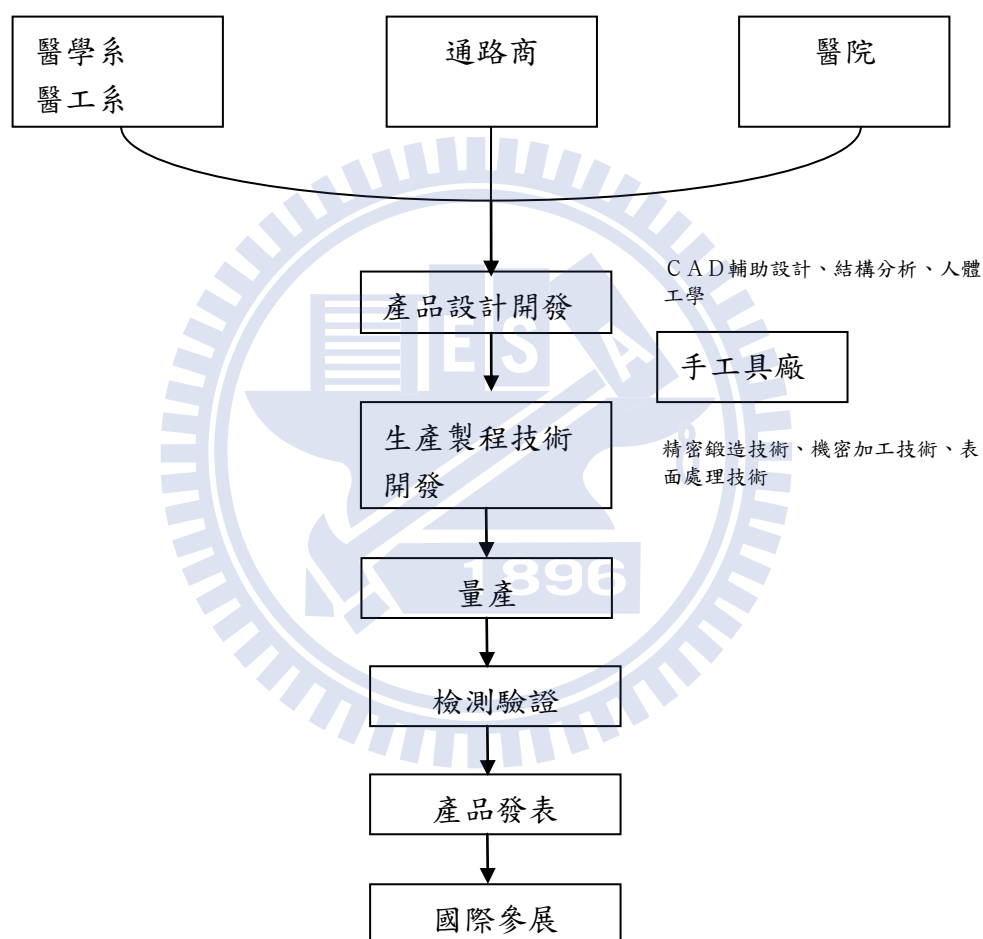 醫學系
醫工系
通路商
醫院
ＣＡＤ輔助設計、結構分析、人體
工學
產品設計開發
手工具廠
生產製程技術
開發
精密鍛造技術、機密加工技術、表
面處理技術
量產
檢測驗證
產品發表
國際參展
E S A
1896